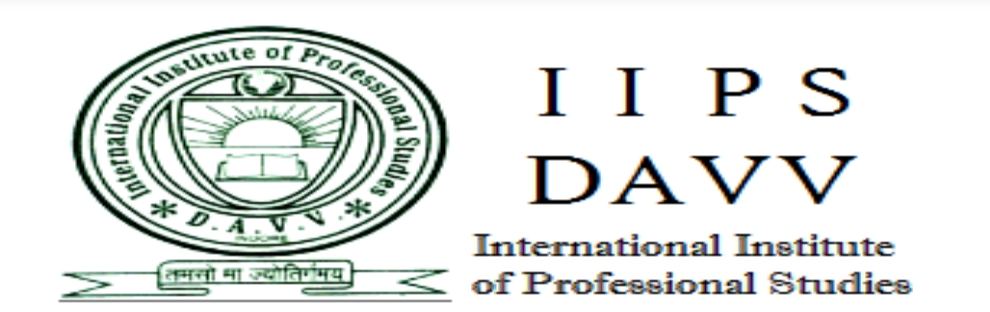 International Institute of Professional Studies
* D.A.V.V. *
INDORE
तमसो मा ज्योतिर्गमय
I I P S
DAVV
International Institute
of Professional Studies